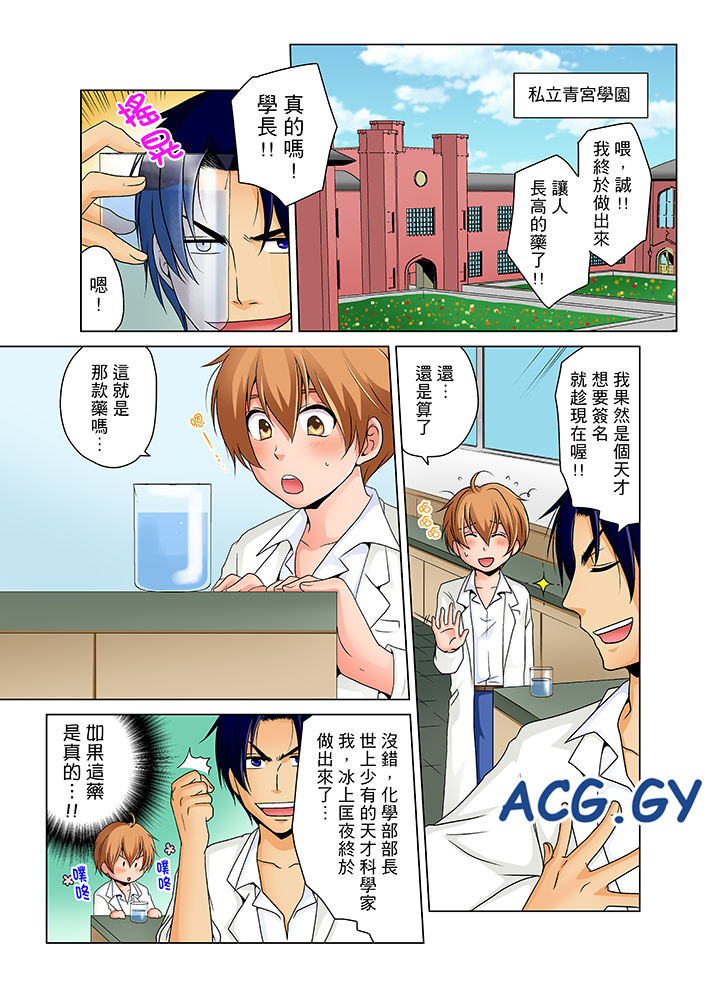 私立青宮學園
喂，誠!!
我終於做出來
讓人
長高的藥了!!
真的嗎！
學長!!
搖晃
嗯！
我果然是個天才
想要簽名
就趁現在喔!!
還…
還是算了
哈哈哈
這就是
那款藥嗎…
嗯－…
沒錯，化學部部長
世上少有的天才科學家
我，冰上匡夜終於
做出來了…
如果這藥
是真的…!!
噗咚
噗咚
ACG.GY